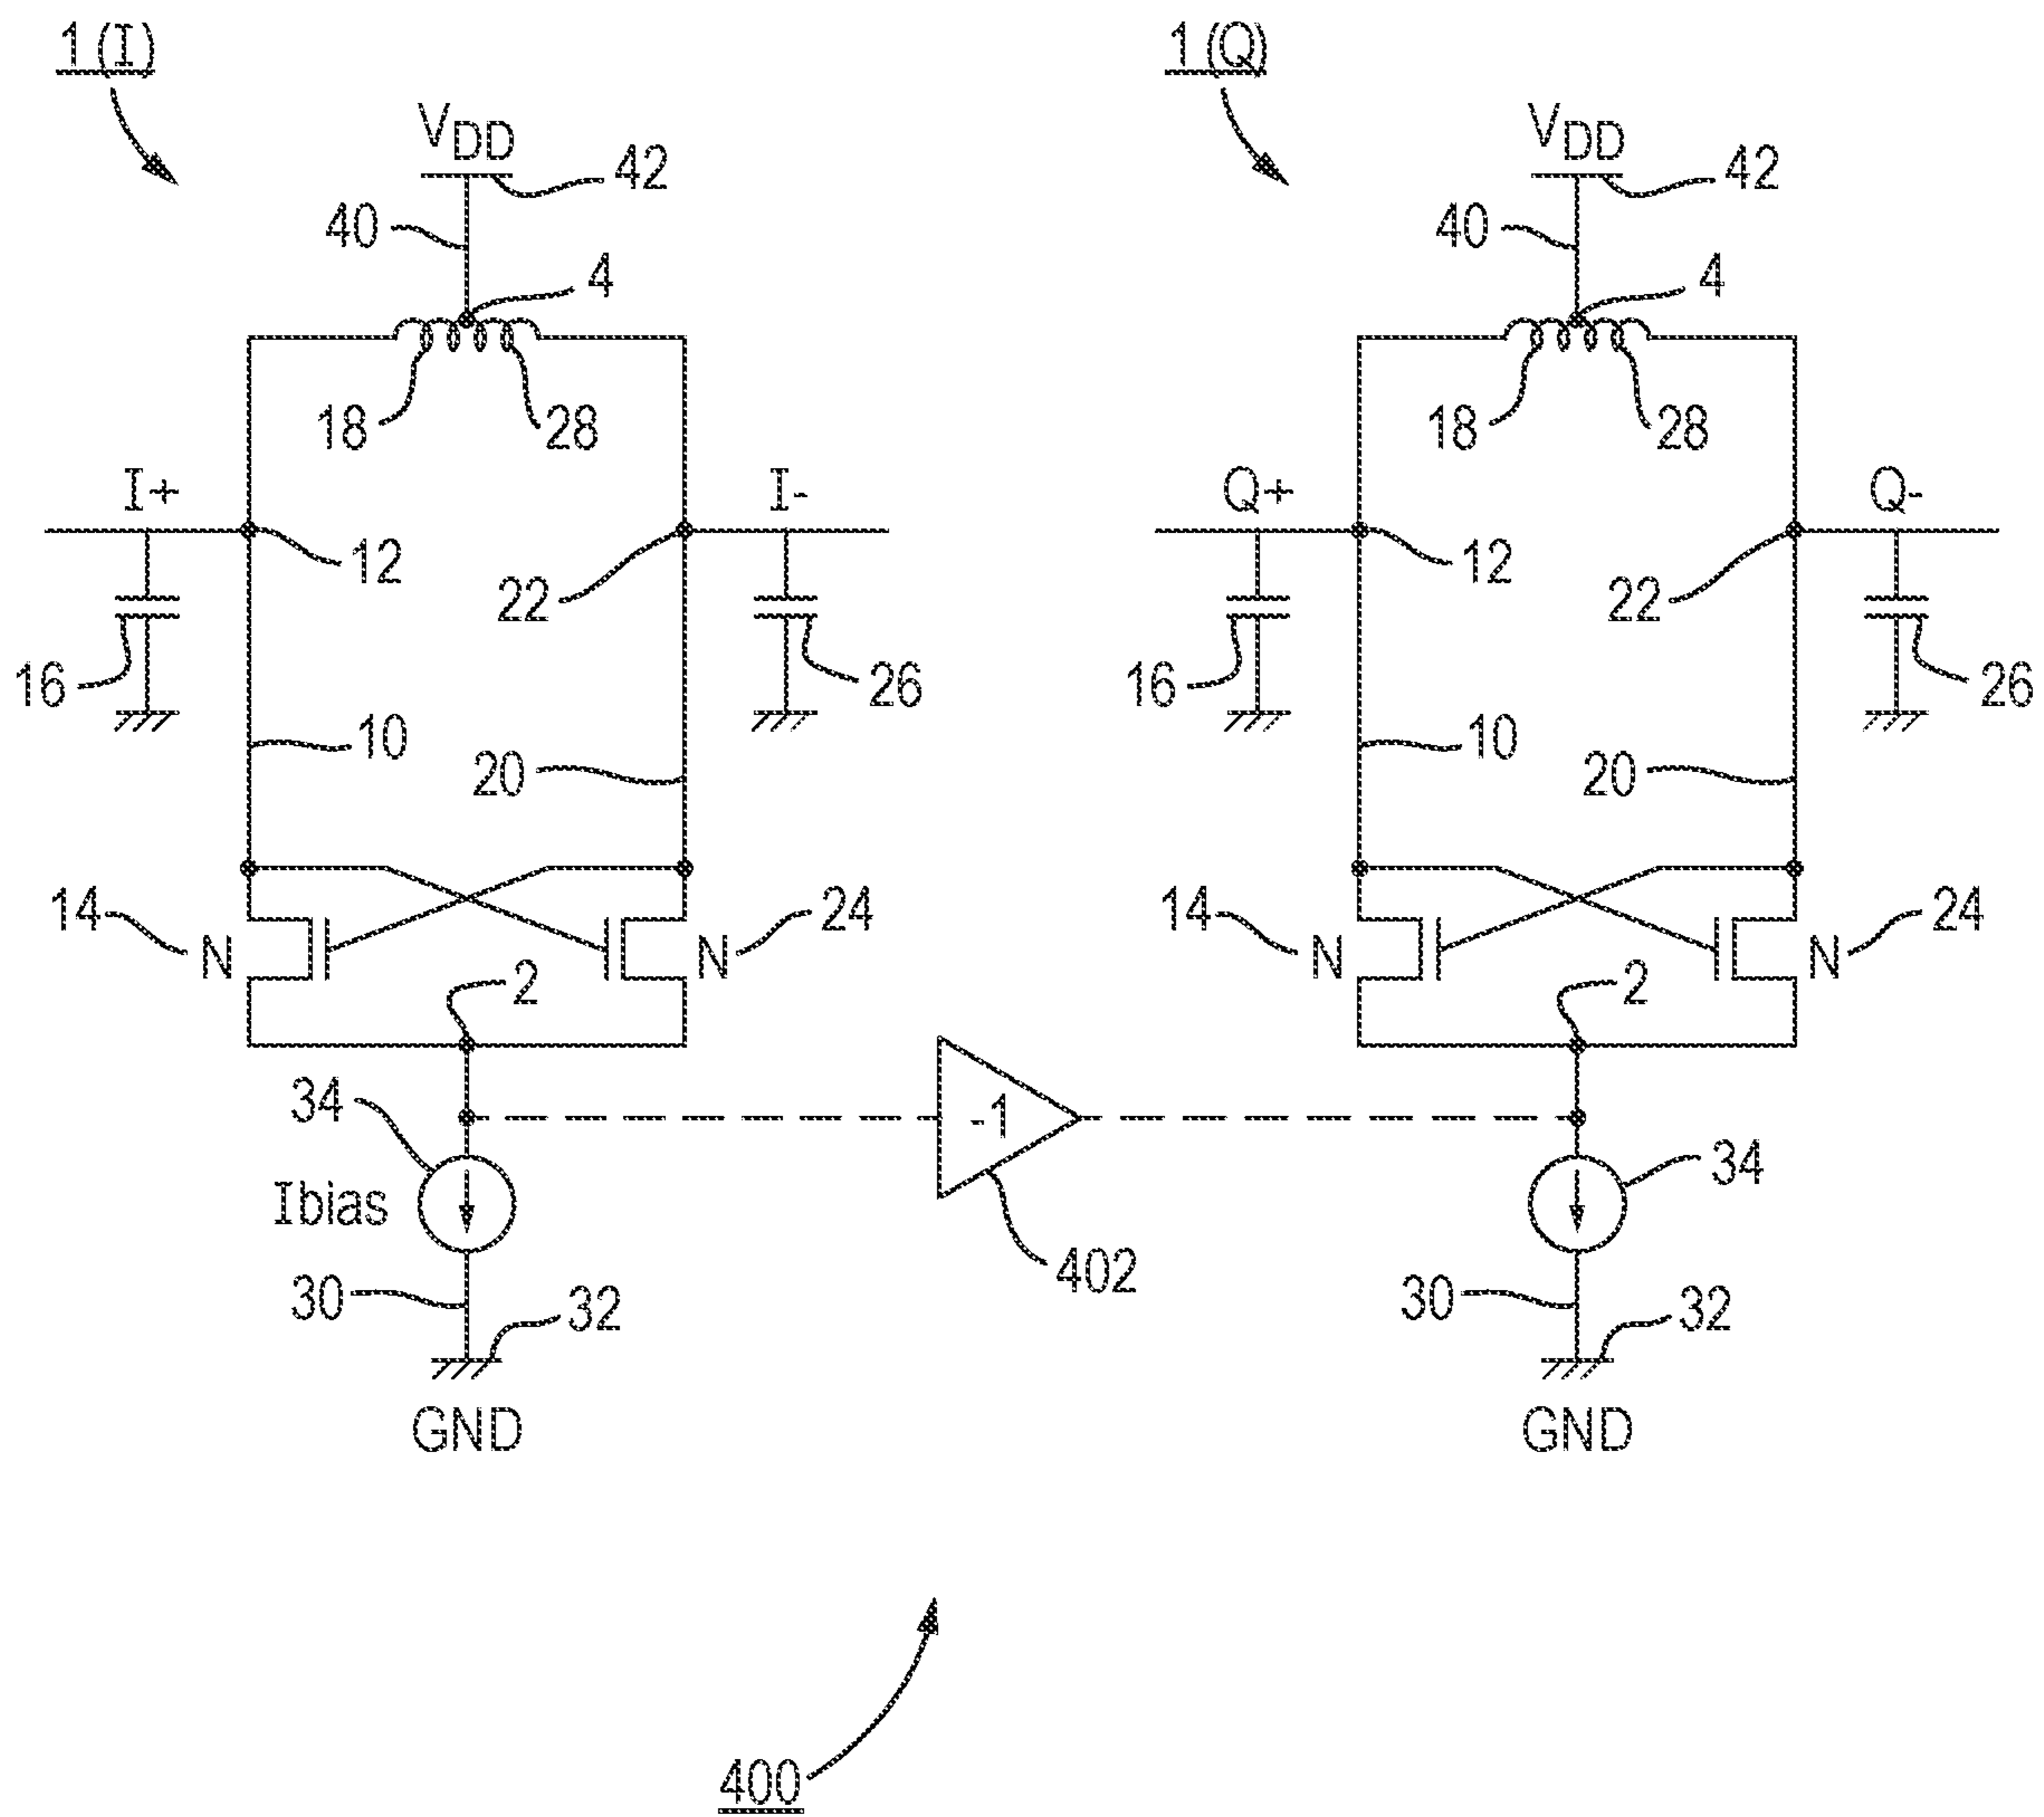 1(I) 1(Q)
VDD VDD
42 42
40 40
4 4
18 28 18 28
I+ I- Q+ Q-
12 22 12 22
16 26 16 26
10 20 10 20
14 N N 24 14 N N 24
2 2
34 -1 34
Ibias 402
30 32 30 32
GND GND
400